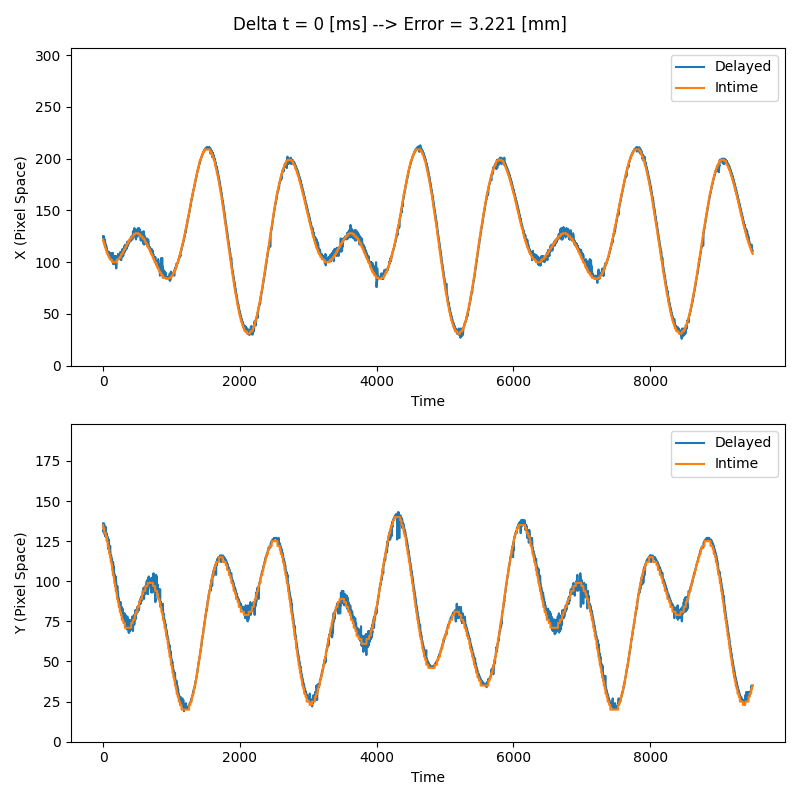 Delta t = 0 [ms] --> Error = 3.221 [mm]
300
250
200
150
100
50
0
X (Pixel Space)
Delayed
Intime
0 2000 4000 6000 8000
Time
175
150
125
100
75
50
25
0
Y (Pixel Space)
Delayed
Intime
0 2000 4000 6000 8000
Time